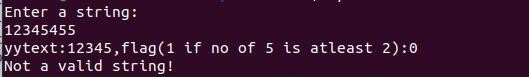 Enter a string:
12345455
yytext:12345,flag(1 if no of 5 is atleast 2):0
Not a valid string!